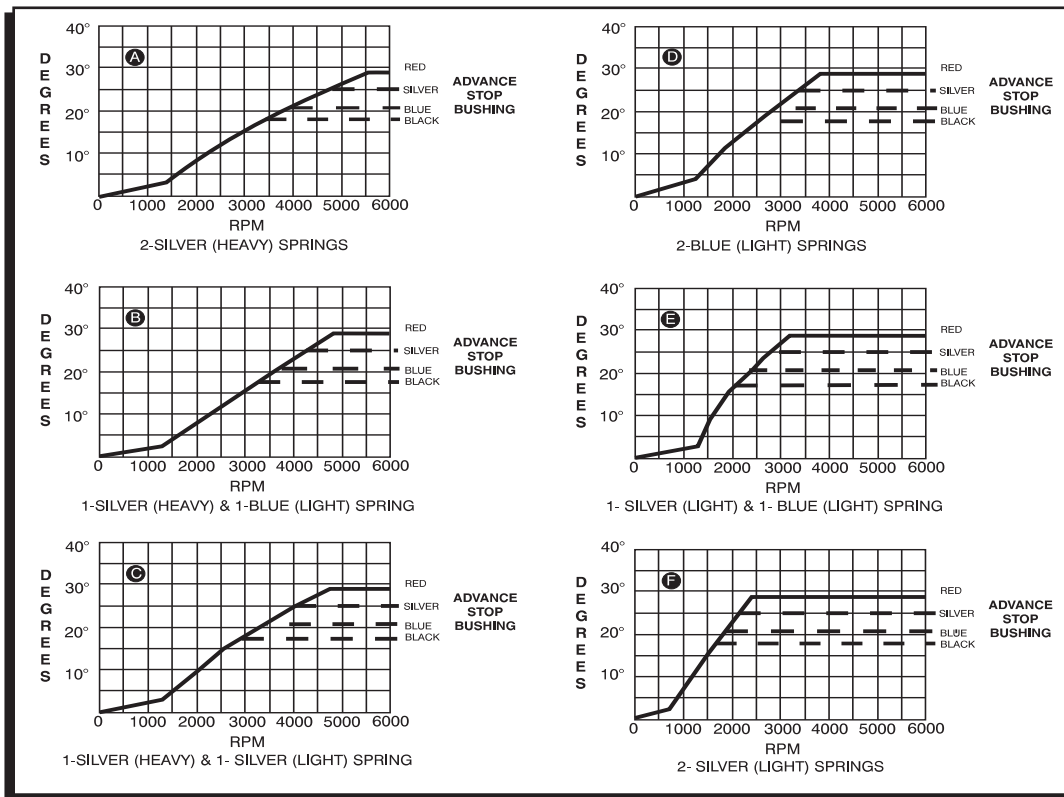 A
40°
30°
20°
10°
DEGREES
RED
SILVER
BLUE
BLACK
ADVANCE
STOP
BUSHING
0 1000 2000 3000 4000 5000 6000
RPM
2-SILVER (HEAVY) SPRINGS
B
40°
30°
20°
10°
DEGREES
RED
SILVER
BLUE
BLACK
ADVANCE
STOP
BUSHING
0 1000 2000 3000 4000 5000 6000
RPM
1-SILVER (HEAVY) & 1-BLUE (LIGHT) SPRING
C
40°
30°
20°
10°
DEGREES
RED
SILVER
BLUE
BLACK
ADVANCE
STOP
BUSHING
0 1000 2000 3000 4000 5000 6000
RPM
1-SILVER (HEAVY) & 1- SILVER (LIGHT) SPRING
D
40°
30°
20°
10°
DEGREES
RED
SILVER
BLUE
BLACK
ADVANCE
STOP
BUSHING
0 1000 2000 3000 4000 5000 6000
RPM
2-BLUE (LIGHT) SPRINGS
E
40°
30°
20°
10°
DEGREES
RED
SILVER
BLUE
BLACK
ADVANCE
STOP
BUSHING
0 1000 2000 3000 4000 5000 6000
RPM
1- SILVER (LIGHT) & 1- BLUE (LIGHT) SPRING
F
40°
30°
20°
10°
DEGREES
RED
SILVER
BLUE
BLACK
ADVANCE
STOP
BUSHING
0 1000 2000 3000 4000 5000 6000
RPM
2- SILVER (LIGHT) SPRINGS